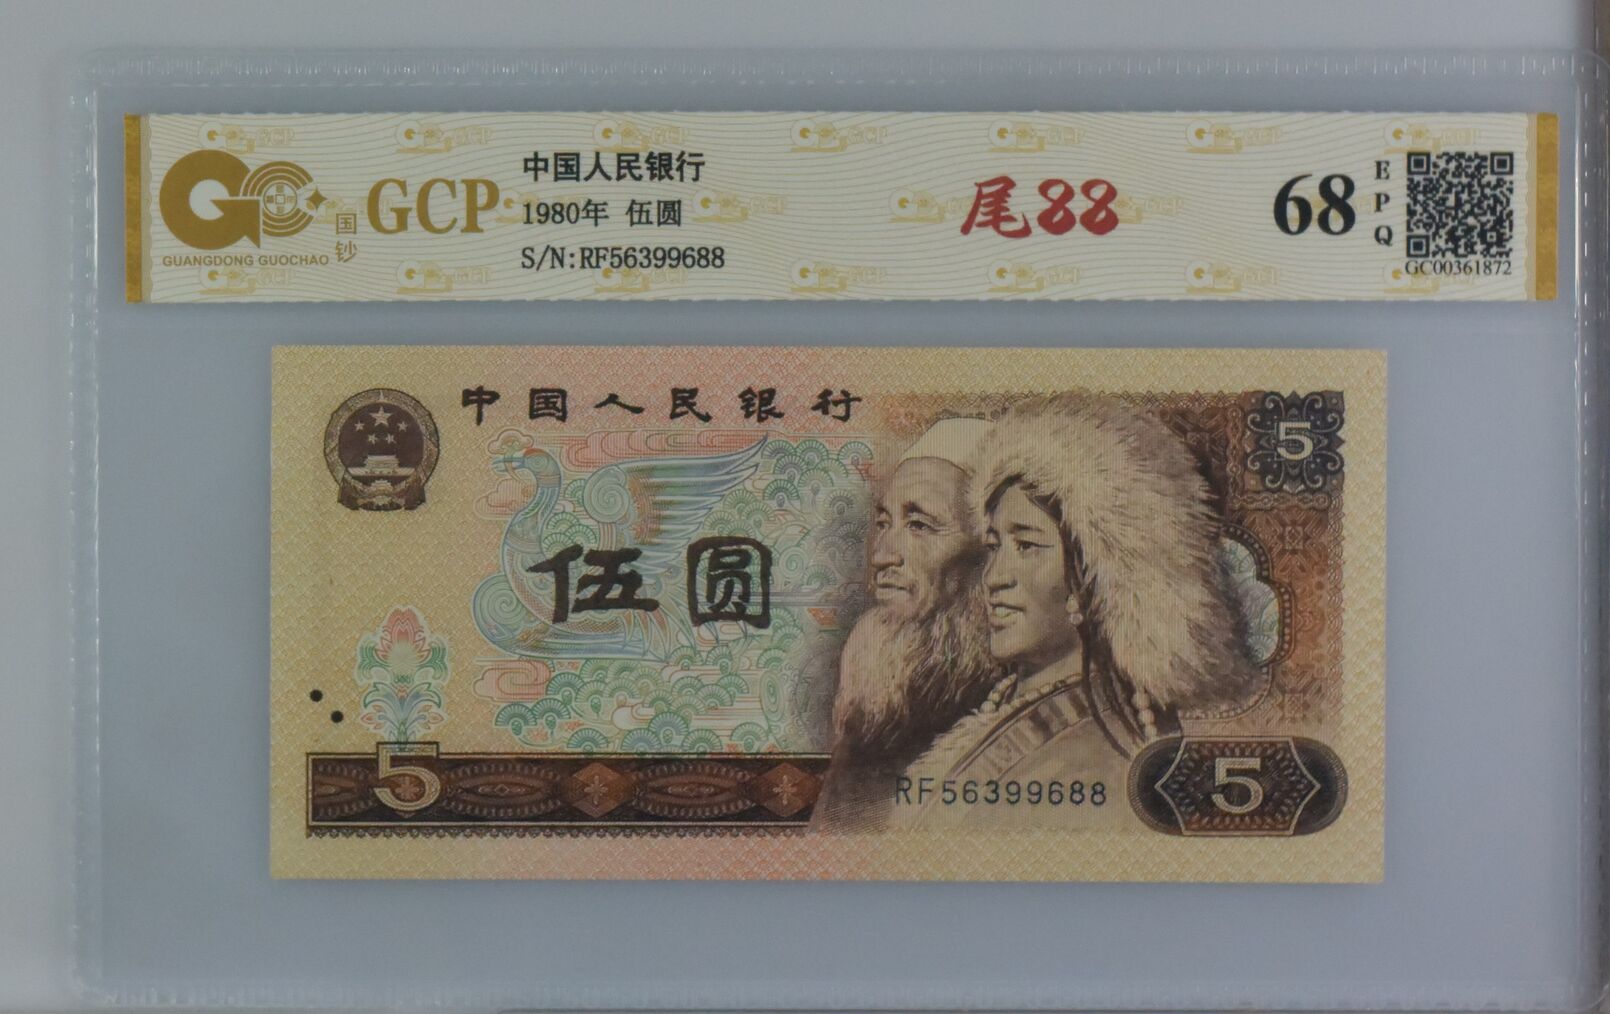 GCP
国钞
GUANGDONG GUOCHAO
中国人民银行
1980年 伍圆
S/N:RF56399688
尾88
68
EPQ
GC00361872
中国人民银行
5
伍圆
5
RF56399688
5